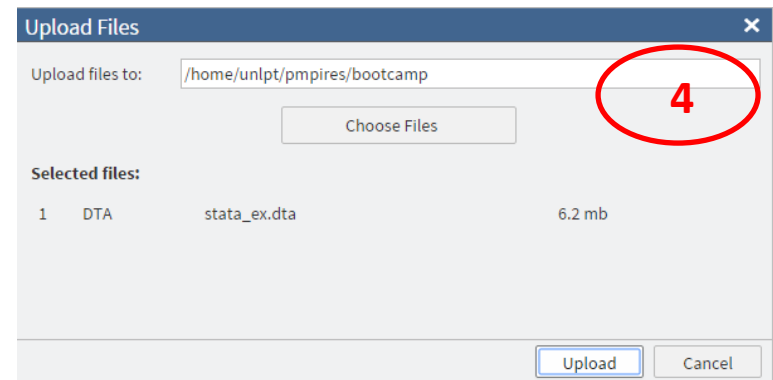 Upload Files ×
Upload files to: /home/unlpt/pmpires/bootcamp
4
Choose Files
Selected files:
1 DTA stata_ex.dta 6.2 mb
Upload Cancel